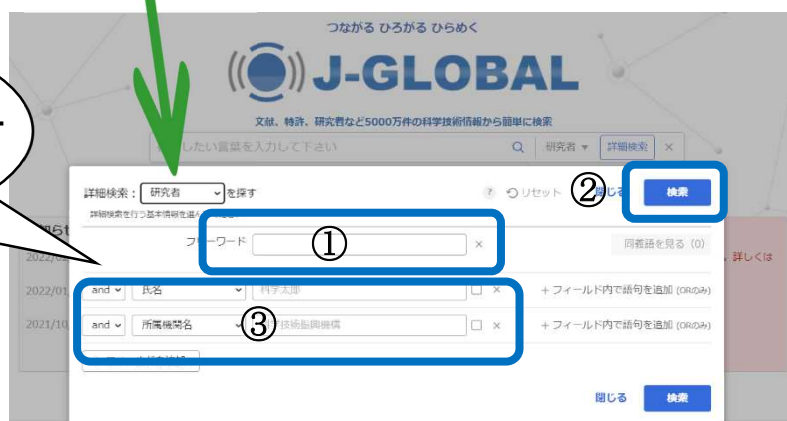 つながる ひろがる ひらめく
J-GLOBAL
文献、特許、研究者など5000万件の科学技術情報から簡単に検索
したい言葉を入力して下さい
研究者
詳細検索
×
詳細検索: 研究者 を探す
? リセット ② 閉じる 検索
詳細検索を行う基本情報を選
フリーワード ① × 同義語を見る (0)
2022/0 詳しくは
2022/01 and 氏名 科学太郎 × + フィールド内で語句を追加 (ORのみ)
2021/10 and 所属機関名 ③ 科学技術振興機構 × + フィールド内で語句を追加 (ORのみ)
閉じる 検索